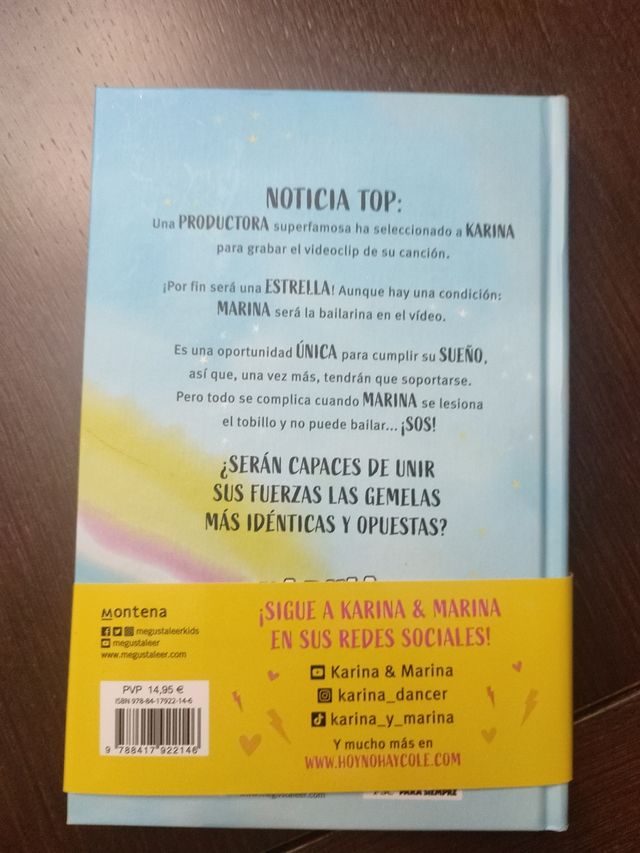 NOTICIA TOP:
Una PRODUCTORA superfamosa ha seleccionado a KARINA
para grabar el videoclip de su canción.
¡Por fin será una ESTRELLA! Aunque hay una condición:
MARINA será la bailarina en el vídeo.
Es una oportunidad ÚNICA para cumplir su SUEÑO,
así que, una vez más, tendrán que soportarse.
Pero todo se complica cuando MARINA se lesiona
el tobillo y no puede bailar... ¡SOS!
¿SERÁN CAPACES DE UNIR
SUS FUERZAS LAS GEMELAS
MÁS IDÉNTICAS Y OPUESTAS?
Montena
megustaleerkids
megustaleer
www.megustaleer.com
PVP 14,95 €
ISBN 978-84-17922-14-6
9 788417 922146
¡SIGUE A KARINA & MARINA
EN SUS REDES SOCIALES!
Karina & Marina
karina_dancer
karina_y_marina
Y mucho más en
WWW.HOYNOHAYCOLE.COM
www.megustaleer.com
PARA SIEMPRE